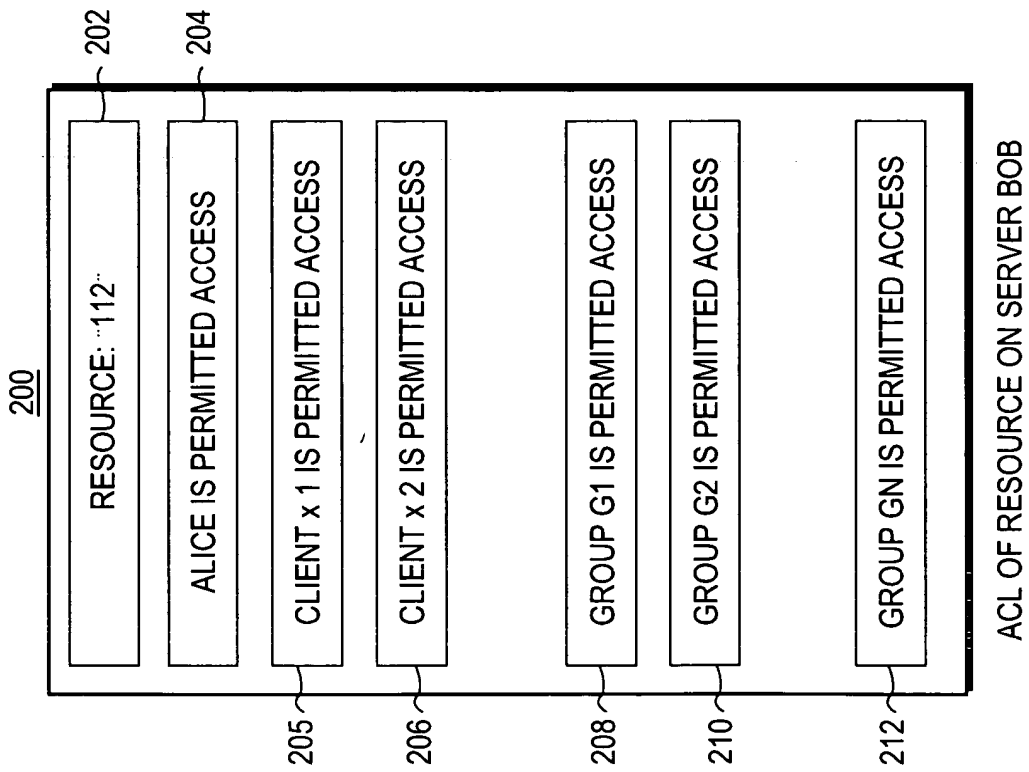 200
RESOURCE: "112"
202
ALICE IS PERMITTED ACCESS
204
CLIENT x 1 IS PERMITTED ACCESS
205
CLIENT x 2 IS PERMITTED ACCESS
206
GROUP G1 IS PERMITTED ACCESS
208
GROUP G2 IS PERMITTED ACCESS
210
GROUP GN IS PERMITTED ACCESS
212
ACL OF RESOURCE ON SERVER BOB